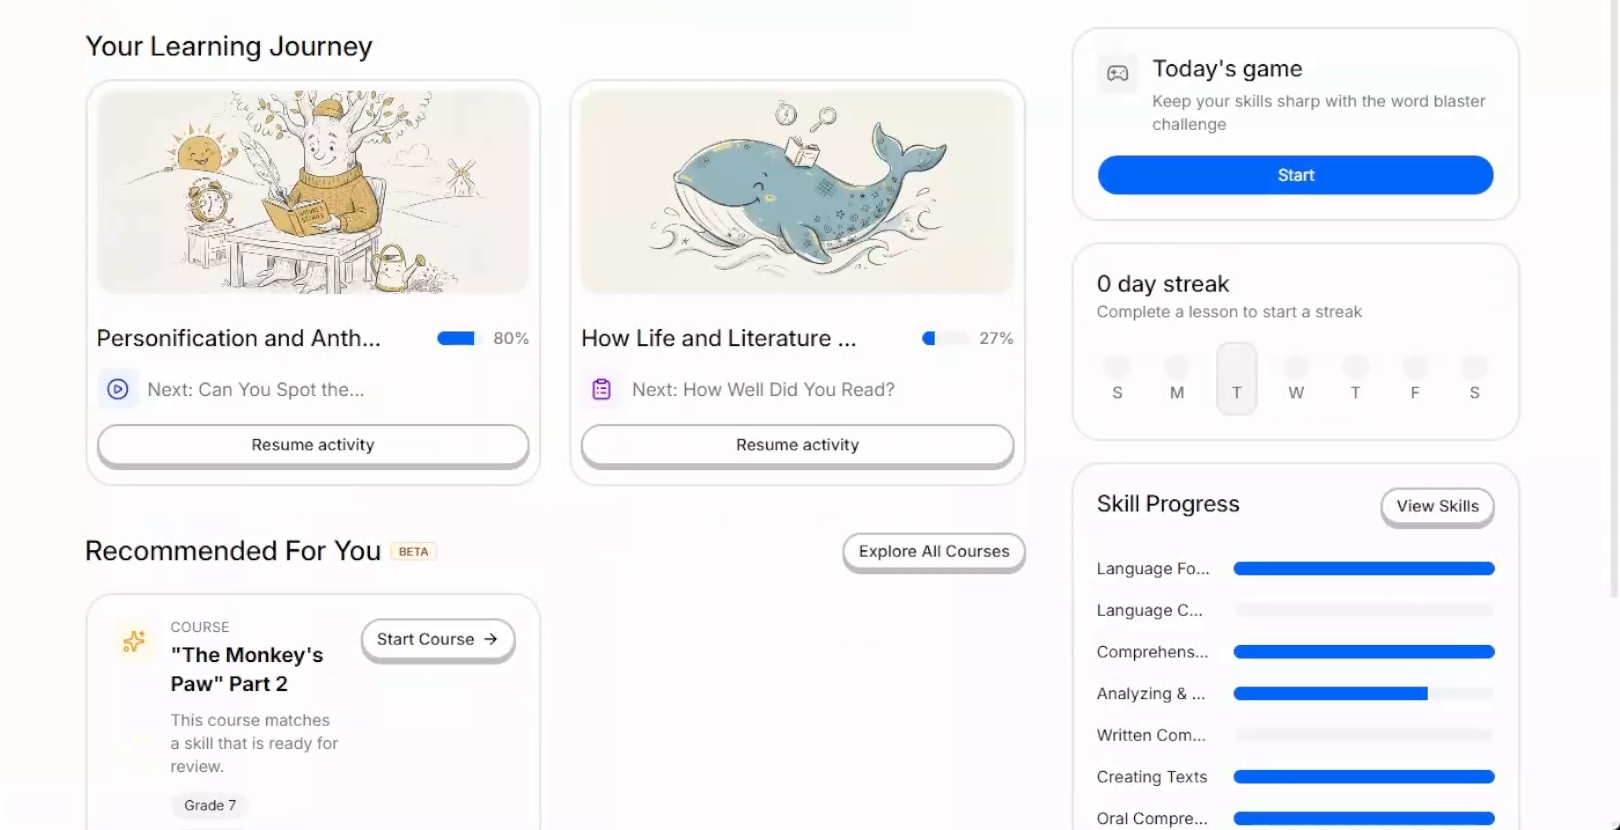 Your Learning Journey
Personification and Anth...
80%
Next: Can You Spot the...
Resume activity
How Life and Literature ...
27%
Next: How Well Did You Read?
Resume activity
Recommended For You
BETA
Explore All Courses
COURSE
"The Monkey's
Paw" Part 2
Start Course →
This course matches
a skill that is ready for
review.
Grade 7
Today's game
Keep your skills sharp with the word blaster
challenge
Start
0 day streak
Complete a lesson to start a streak
S M T W T F S
Skill Progress
View Skills
Language Fo...
Language C...
Comprehens...
Analyzing & ...
Written Com...
Creating Texts
Oral Compre...